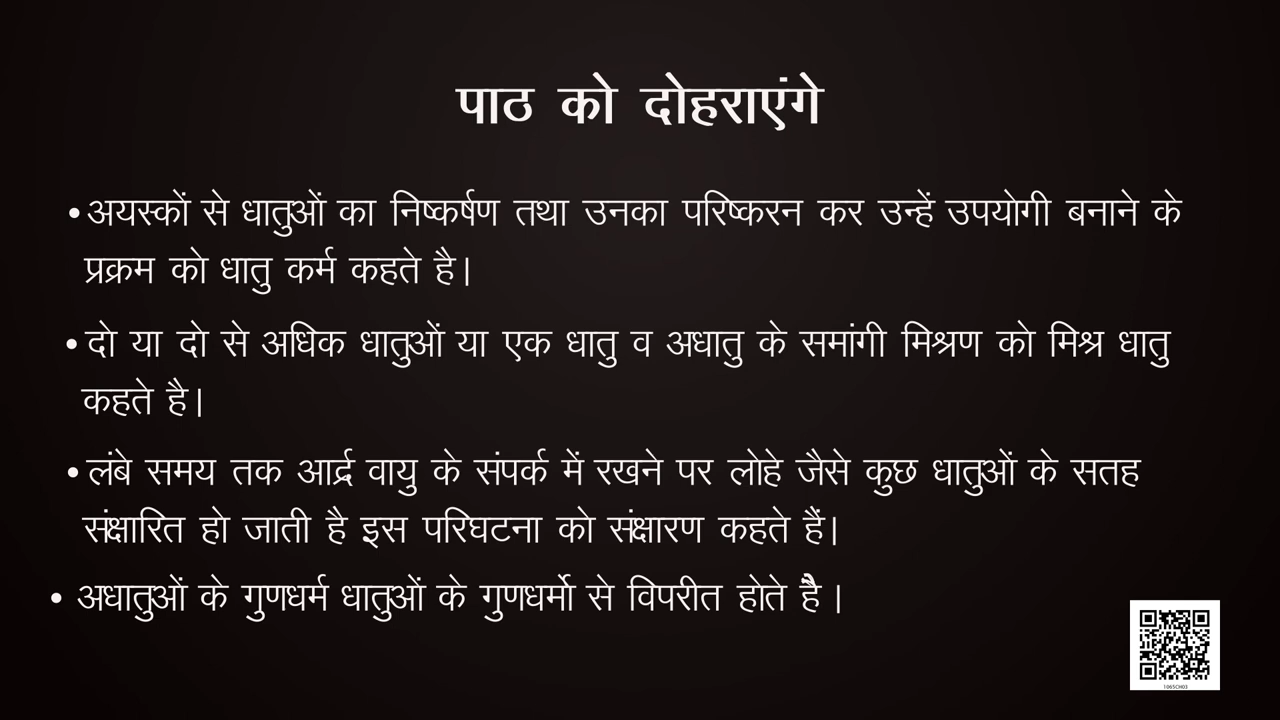 पाठ को दोहराएंगे
•अयस्कों से धातुओं का निष्कर्षण तथा उनका परिष्करन कर उन्हें उपयोगी बनाने के
प्रक्रम को धातु कर्म कहते है।
• दो या दो से अधिक धातुओं या एक धातु व अधातु के समांगी मिश्रण को मिश्र धातु
कहते है।
• लंबे समय तक आर्द्र वायु के संपर्क में रखने पर लोहे जैसे कुछ धातुओं के सतह
संक्षारित हो जाती है इस परिघटना को संक्षारण कहते हैं।
• अधातुओं के गुणधर्म धातुओं के गुणधर्मो से विपरीत होते है ।
1065CH03